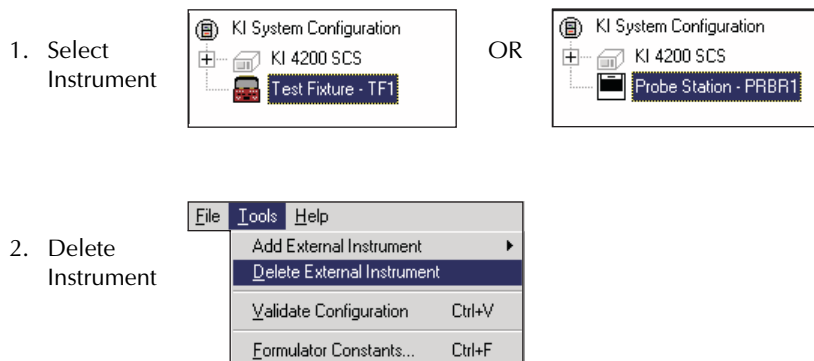 1. Select Instrument
KI System Configuration
KI 4200 SCS
Test Fixture - TF1
OR
KI System Configuration
KI 4200 SCS
Probe Station - PRBR1
2. Delete Instrument
File Tools Help
Add External Instrument
Delete External Instrument
Validate Configuration Ctrl+V
Formulator Constants... Ctrl+F